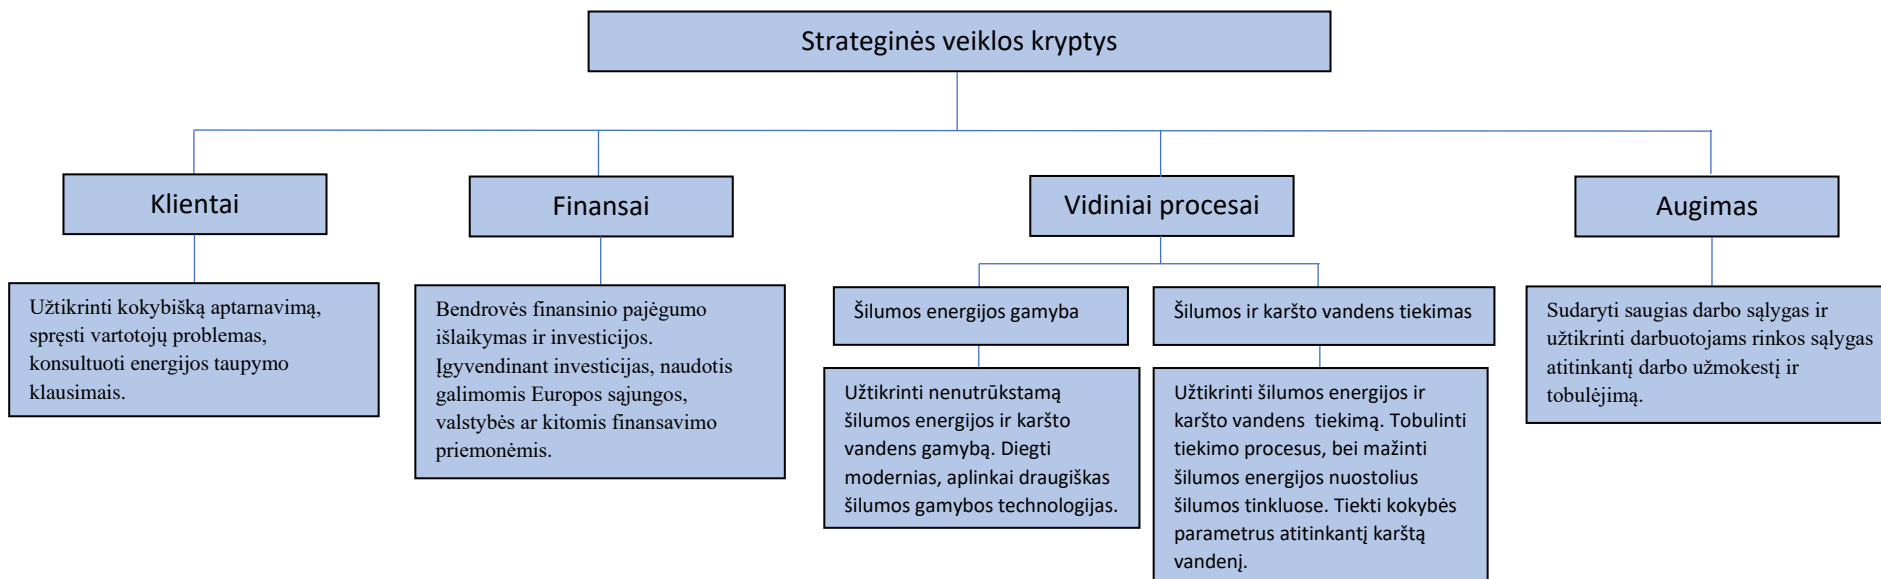 Strateginės veiklos kryptys
Klientai
Finansai
Vidiniai procesai
Augimas
Užtikrinti kokybišką aptarnavimą,
spręsti vartotojų problemas,
konsultuoti energijos taupymo
klausimais.
Bendrovės finansinio pajėgumo
išlaikymas ir investicijos.
Įgyvendinant investicijas, naudotis
galimomis Europos sąjungos,
valstybės ar kitomis finansavimo
priemonėmis.
Šilumos energijos gamyba
Užtikrinti nenutrūkstamą
šilumos energijos ir karšto
vandens gamybą. Diegti
modernias, aplinkai draugiškas
šilumos gamybos technologijas.
Šilumos ir karšto vandens tiekimas
Užtikrinti šilumos energijos ir
karšto vandens  tiekimą. Tobulinti
tiekimo procesus, bei mažinti
šilumos energijos nuostolius
šilumos tinkluose. Tiekti kokybės
parametrus atitinkantį karštą
vandenį.
Sudaryti saugias darbo sąlygas ir
užtikrinti darbuotojams rinkos sąlygas
atitinkantį darbo užmokestį ir
tobulėjimą.